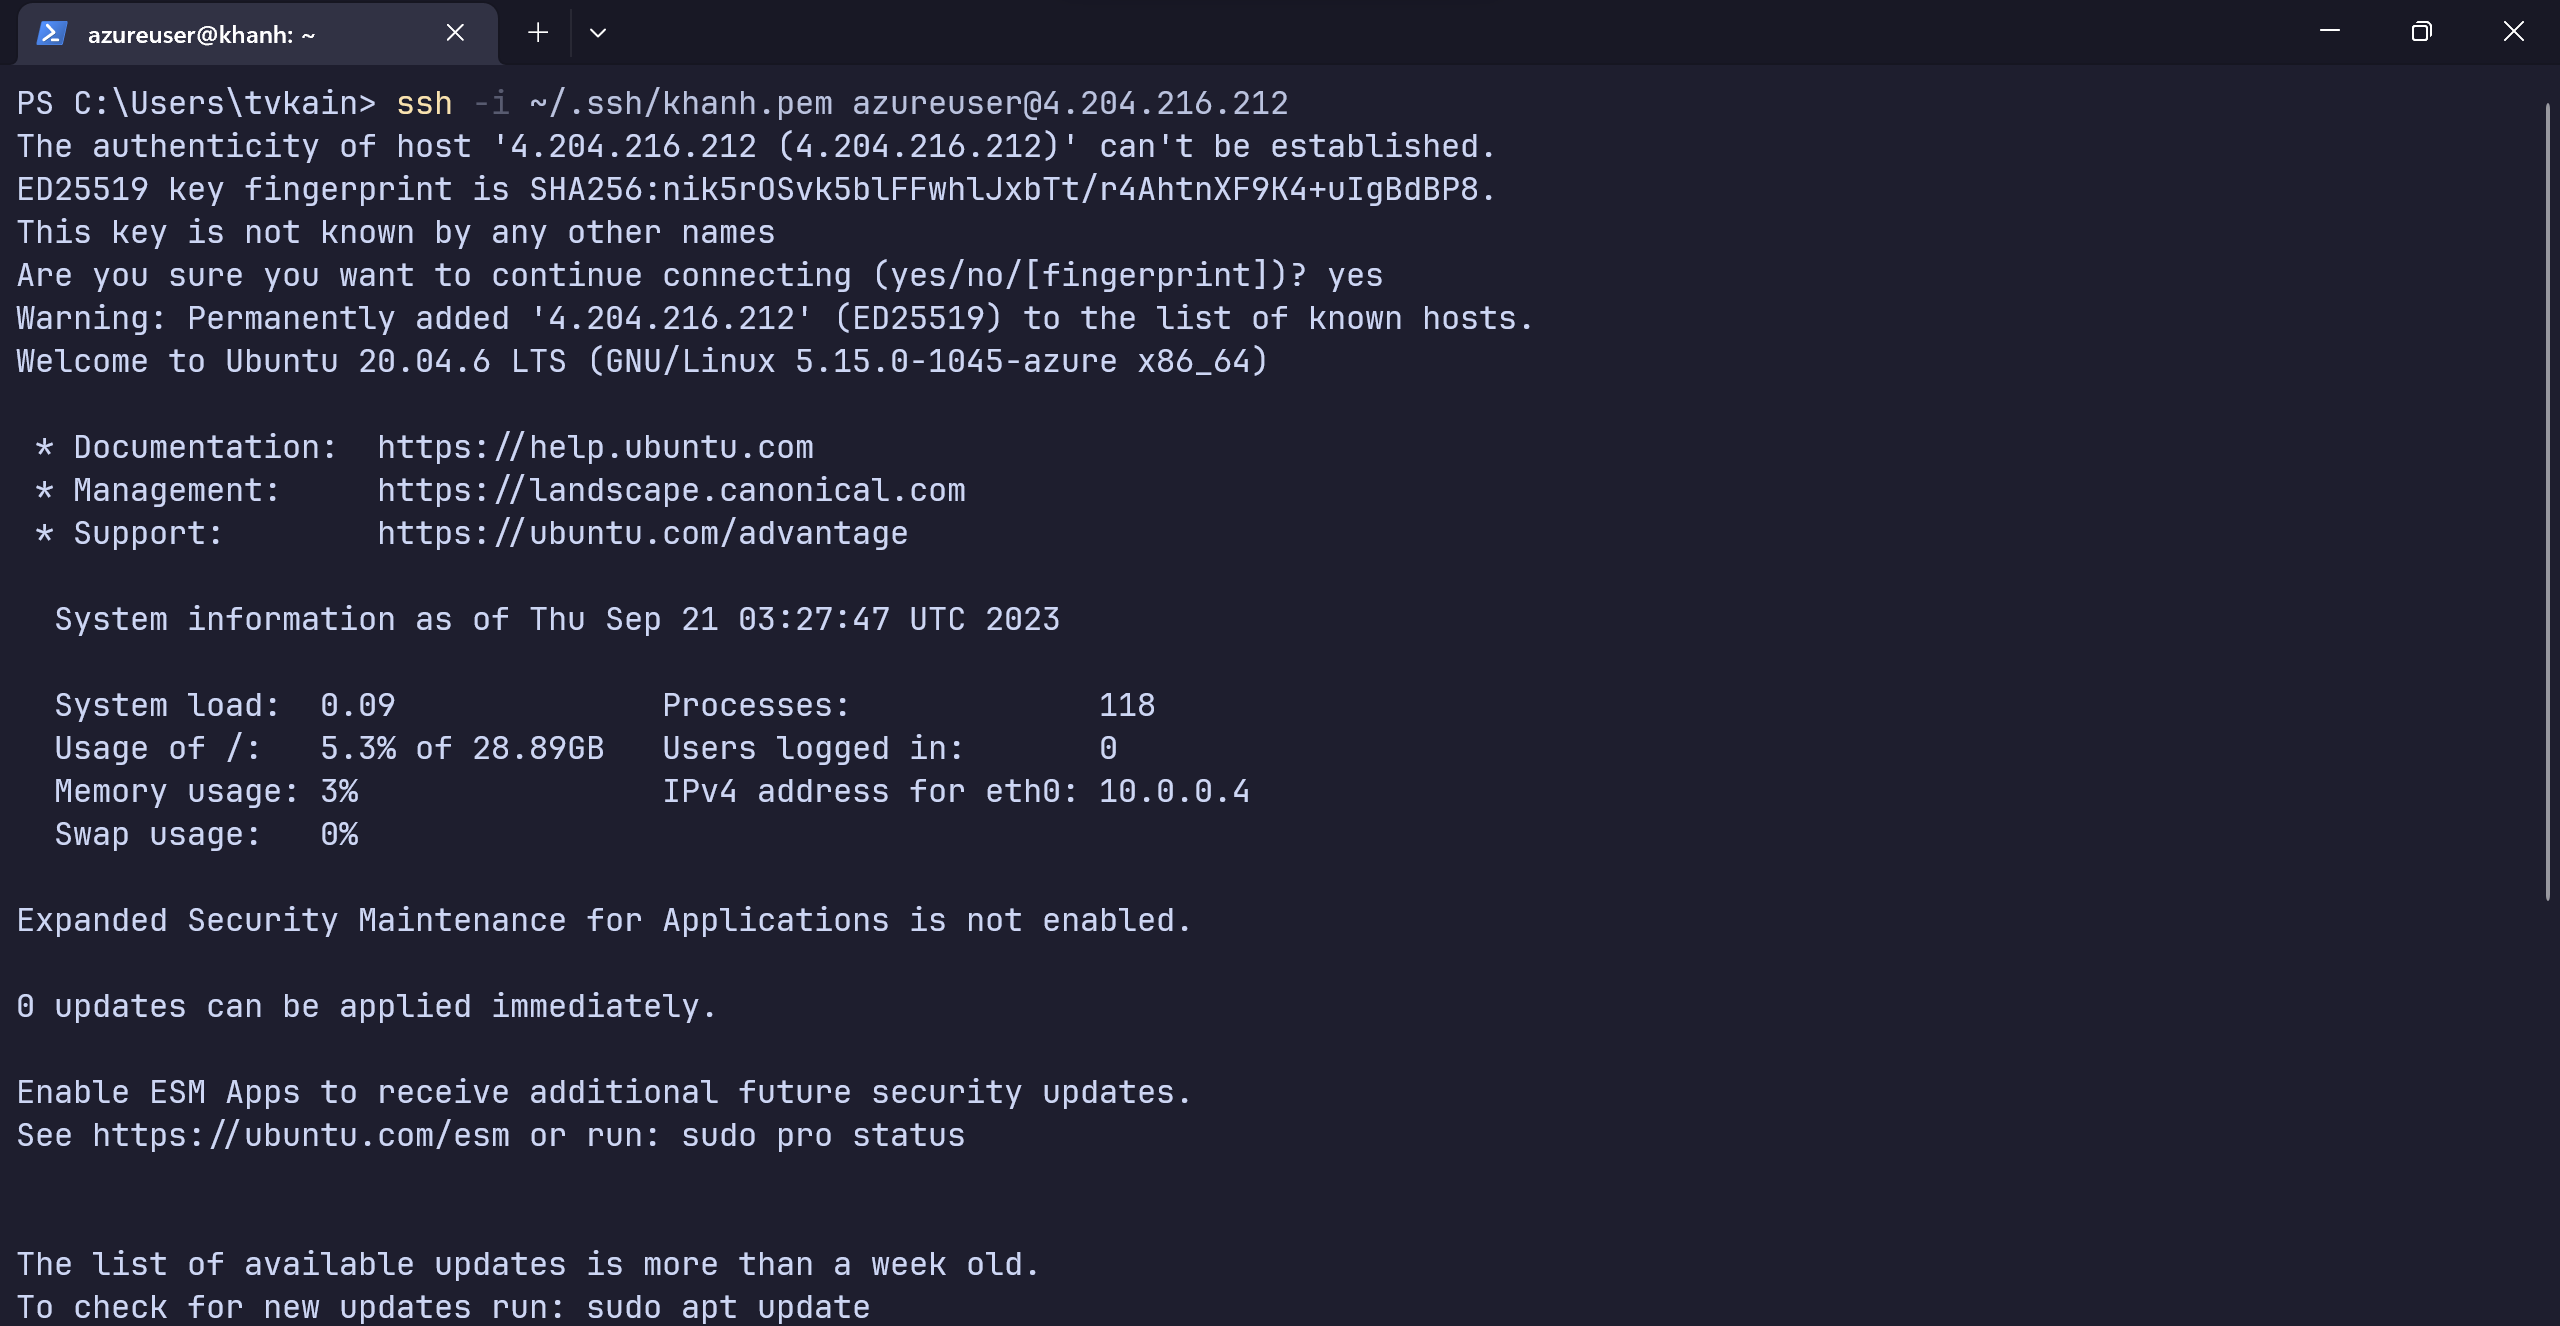 azureuser@khanh: ~
PS C:\Users\tvkain> ssh -i ~/.ssh/khanh.pem azureuser@4.204.216.212
The authenticity of host '4.204.216.212 (4.204.216.212)' can't be established.
ED25519 key fingerprint is SHA256:nik5rOSvk5blFFwhlJxbTt/r4AhtnXF9K4+uIgBdBP8.
This key is not known by any other names
Are you sure you want to continue connecting (yes/no/[fingerprint])? yes
Warning: Permanently added '4.204.216.212' (ED25519) to the list of known hosts.
Welcome to Ubuntu 20.04.6 LTS (GNU/Linux 5.15.0-1045-azure x86_64)
 * Documentation:  https://help.ubuntu.com
 * Management:     https://landscape.canonical.com
 * Support:        https://ubuntu.com/advantage
  System information as of Thu Sep 21 03:27:47 UTC 2023
  System load:  0.09              Processes:             118
  Usage of /:   5.3% of 28.89GB   Users logged in:       0
  Memory usage: 3%                IPv4 address for eth0: 10.0.0.4
  Swap usage:   0%
Expanded Security Maintenance for Applications is not enabled.
0 updates can be applied immediately.
Enable ESM Apps to receive additional future security updates.
See https://ubuntu.com/esm or run: sudo pro status
The list of available updates is more than a week old.
To check for new updates run: sudo apt update